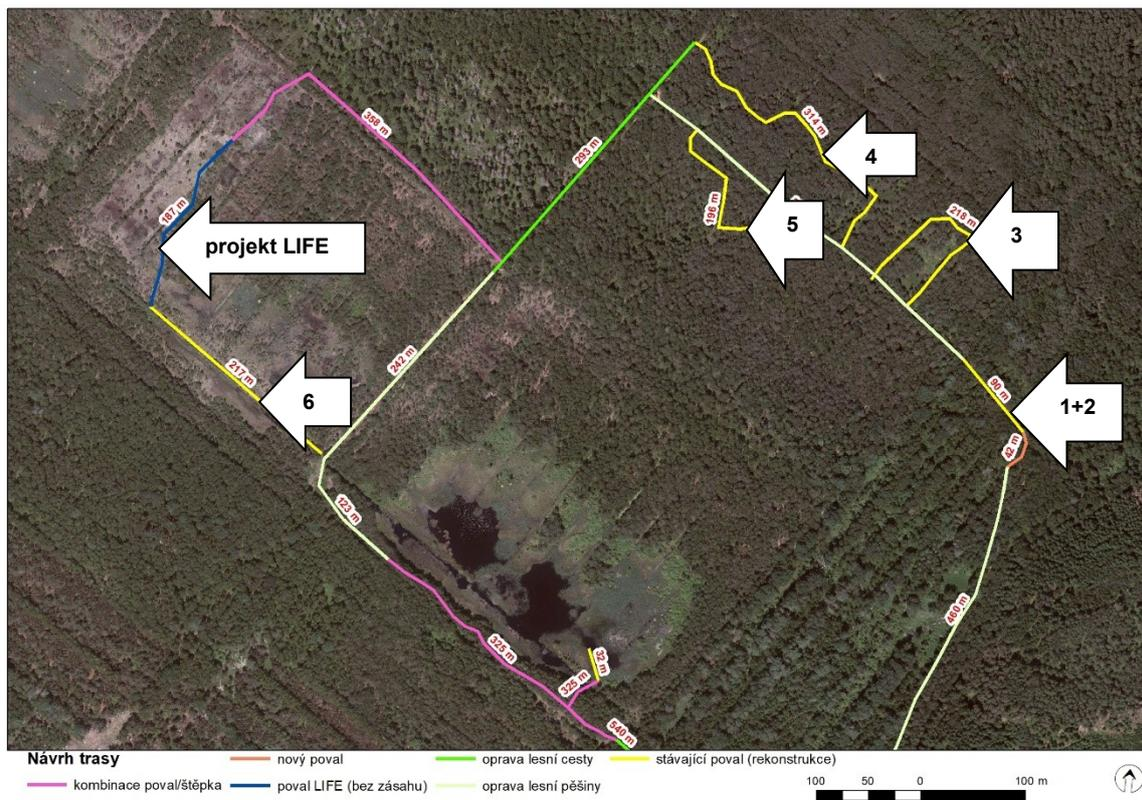 358 m
293 m
314 m
4
187 m
196 m
5
218 m
3
projekt LIFE
242 m
217 m
6
90 m
1+2
42 m
123 m
460 m
325 m
32 m
325 m
540 m
Návrh trasy
nový poval
oprava lesní cesty
stávající poval (rekonstrukce)
kombinace poval/štěpka
poval LIFE (bez zásahu)
oprava lesní pěšiny
100 50 0 100 m